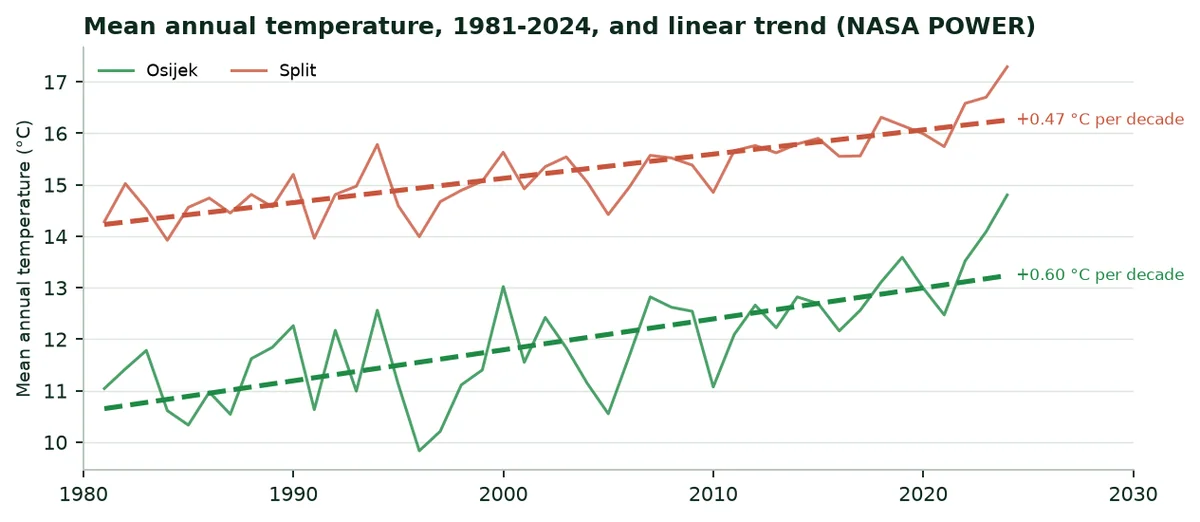 Mean annual temperature, 1981-2024, and linear trend (NASA POWER)
Osijek Split
Mean annual temperature (°C)
17
16
15
14
13
12
11
10
+0.47 °C per decade
+0.60 °C per decade
1980 1990 2000 2010 2020 2030